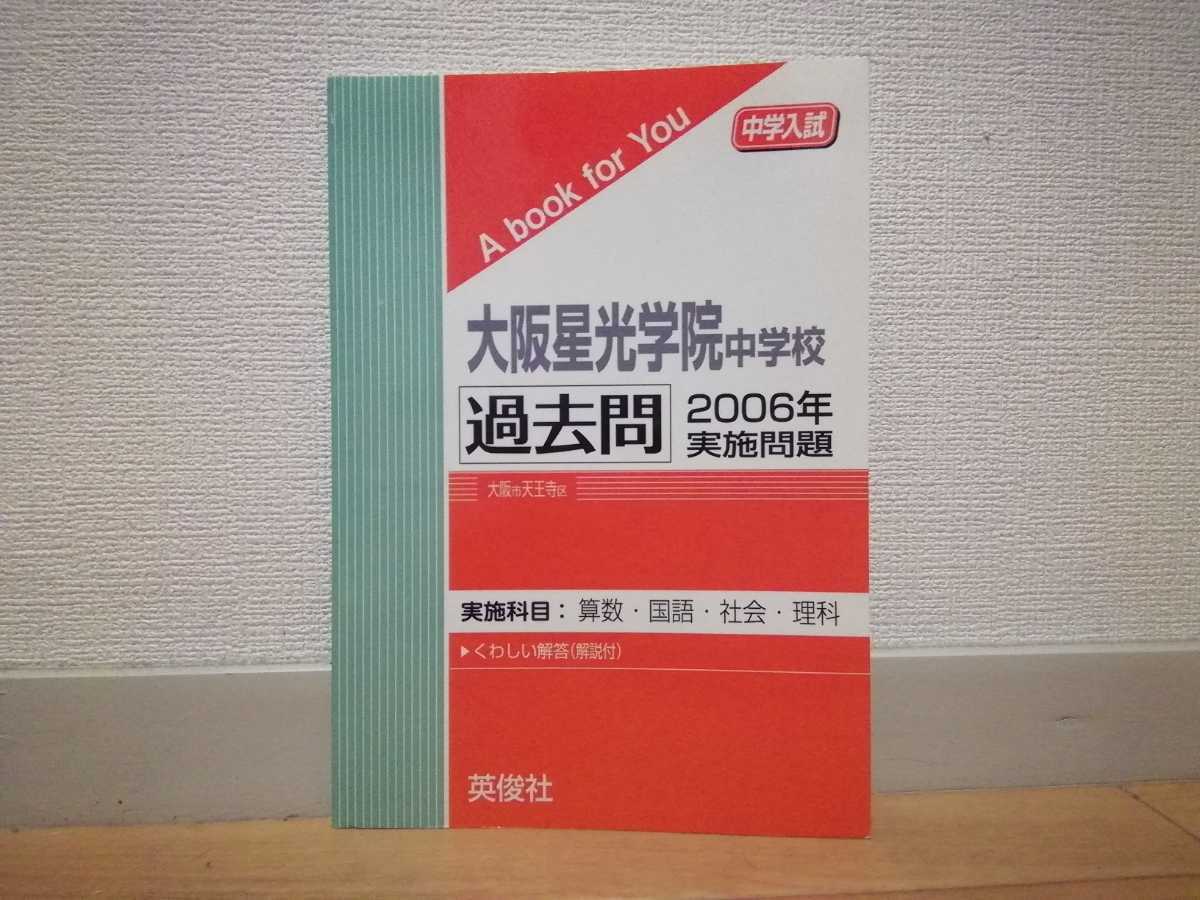 A book for You
中学入試
大阪星光学院中学校
過去問
2006年
実施問題
大阪市天王寺区
実施科目：算数・国語・社会・理科
▶くわしい解答(解説付)
英俊社